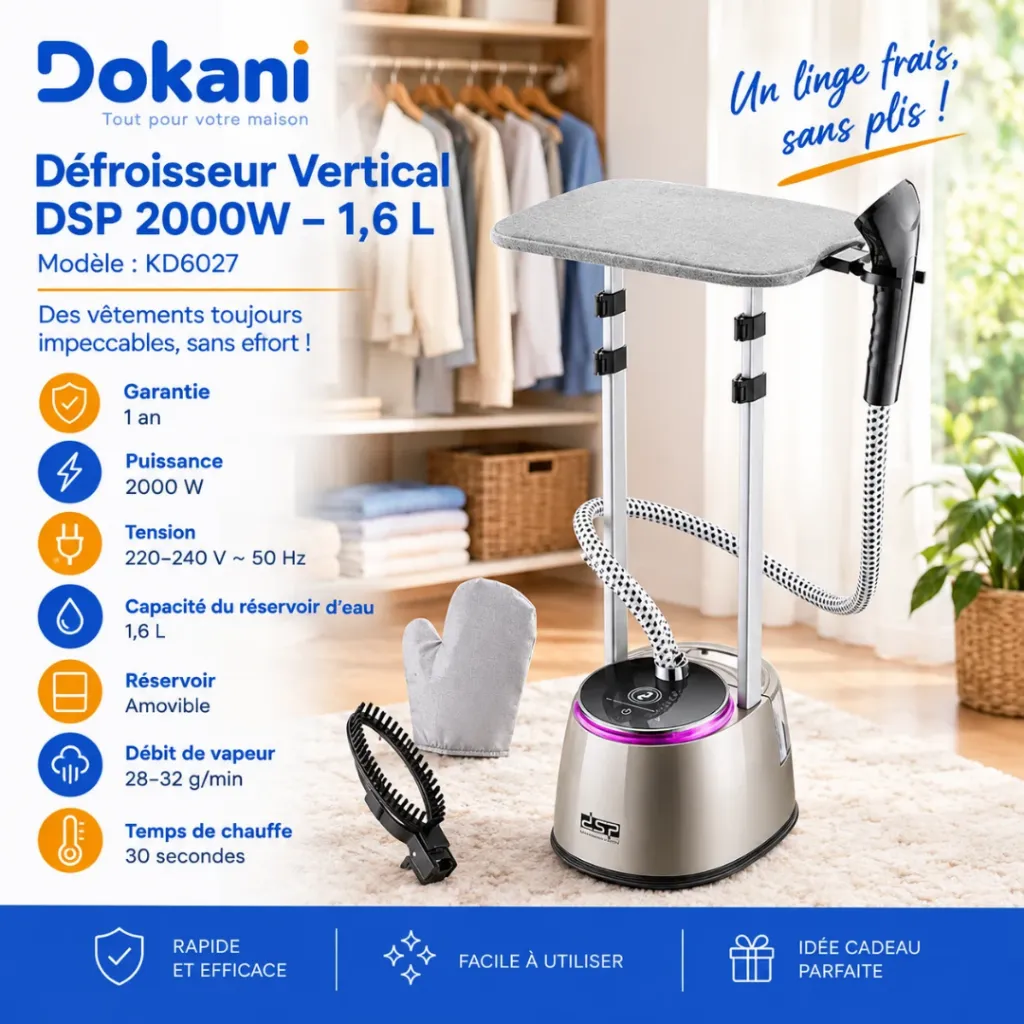 Dokani
Tout pour votre maison
Un linge frais,
sans plis !
Défroisseur Vertical
DSP 2000W – 1,6 L
Modèle : KD6027
Des vêtements toujours
impeccables, sans effort !
Garantie
1 an
Puissance
2000 W
Tension
220–240 V ~ 50 Hz
Capacité du réservoir d'eau
1,6 L
Réservoir
Amovible
Débit de vapeur
28–32 g/min
Temps de chauffe
30 secondes
dsp
RAPIDE
ET EFFICACE
FACILE À UTILISER
IDÉE CADEAU
PARFAITE